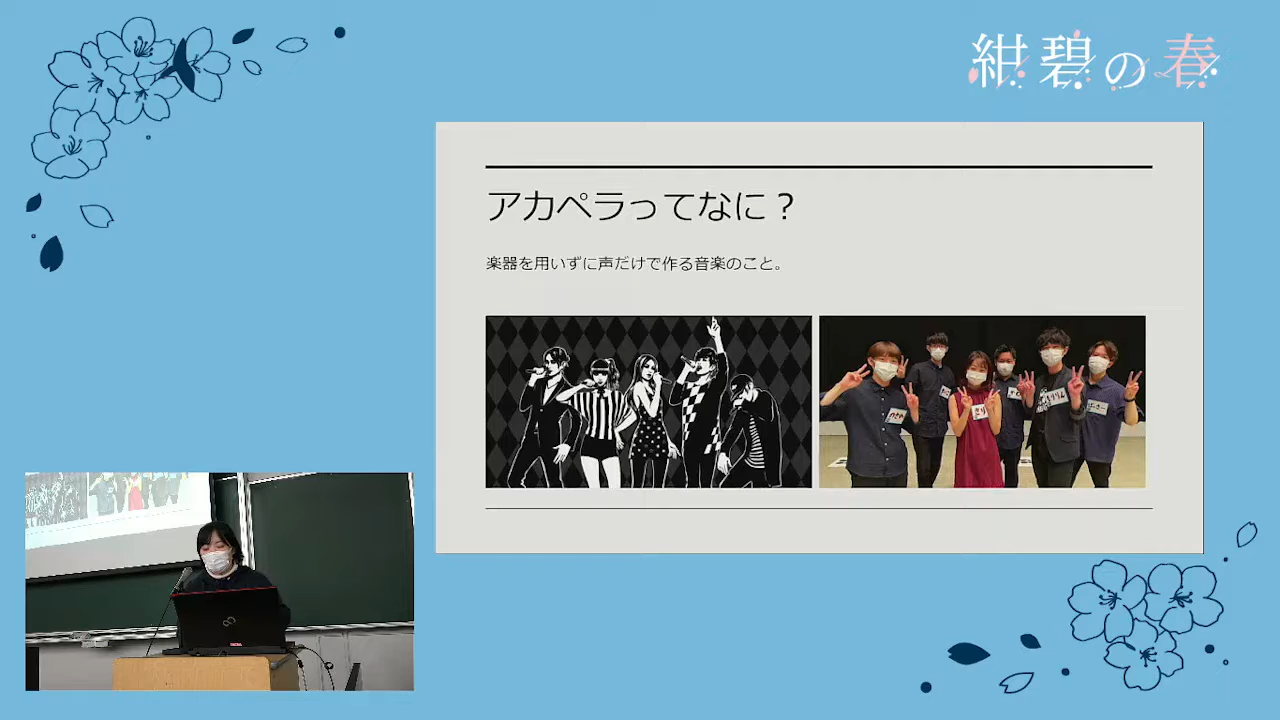 紺碧の春
アカペラってなに？
楽器を用いずに声だけで作る音楽のこと。